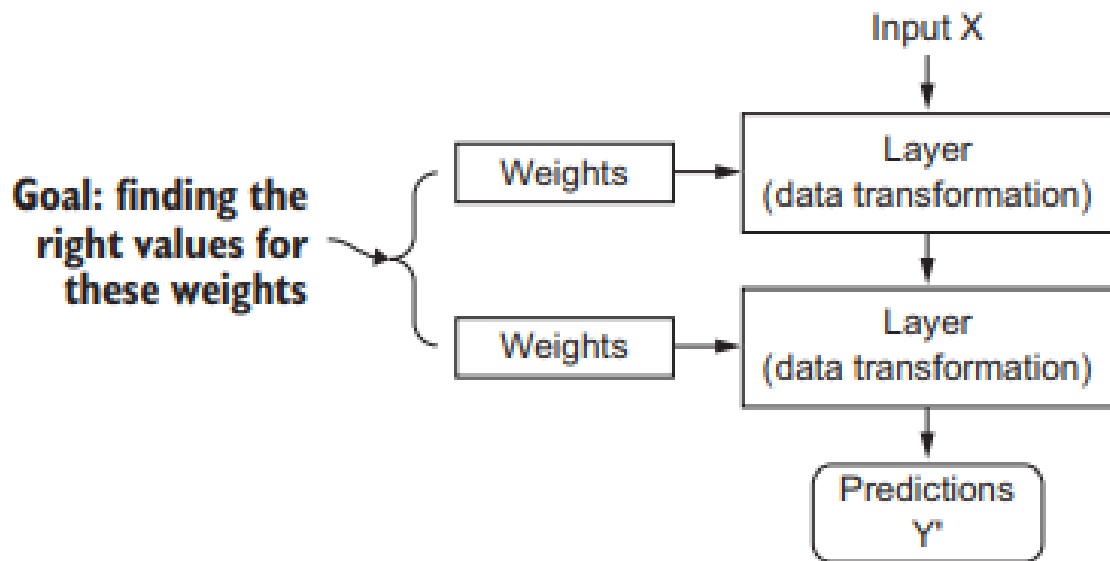 Input X
Weights
Layer
(data transformation)
Goal: finding the
right values for
these weights
Weights
Layer
(data transformation)
Predictions
Y'